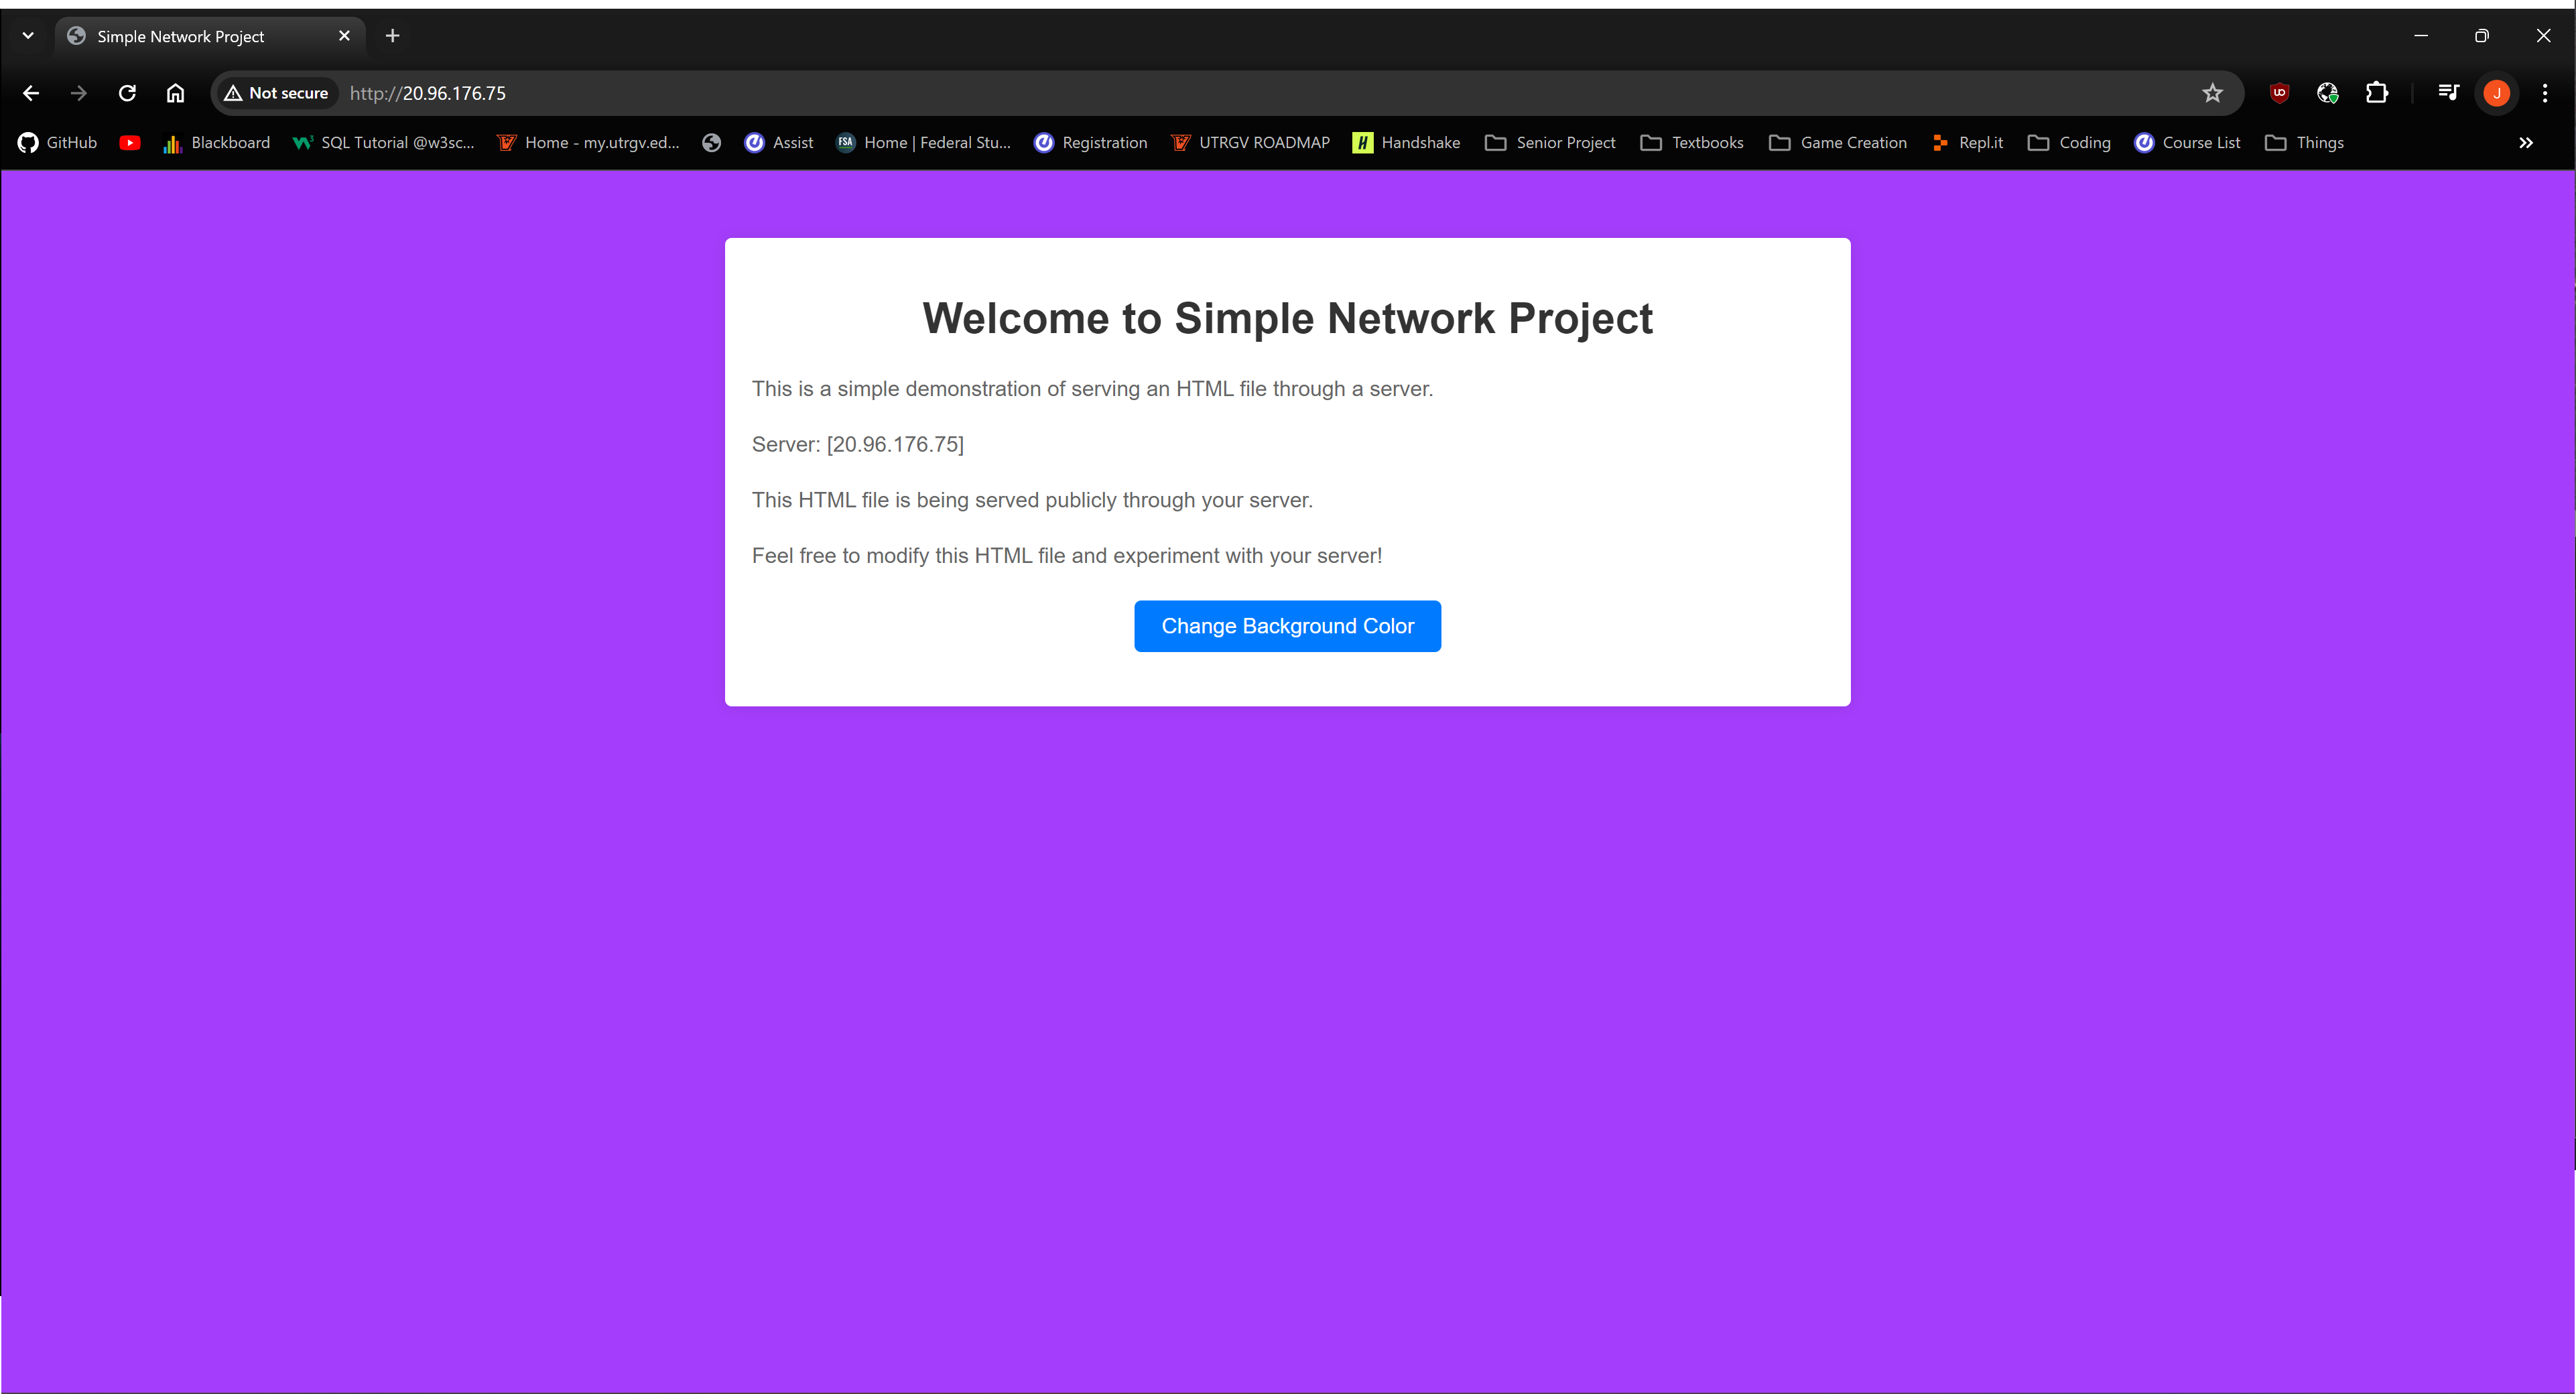 Simple Network Project
Not secure http://20.96.176.75
GitHub Blackboard SQL Tutorial @w3sc... Home - my.utrgv.ed... Assist FSA Home | Federal Stu... Registration UTRGV ROADMAP H Handshake Senior Project Textbooks Game Creation Repl.it Coding Course List Things
J
Welcome to Simple Network Project
This is a simple demonstration of serving an HTML file through a server.
Server: [20.96.176.75]
This HTML file is being served publicly through your server.
Feel free to modify this HTML file and experiment with your server!
Change Background Color